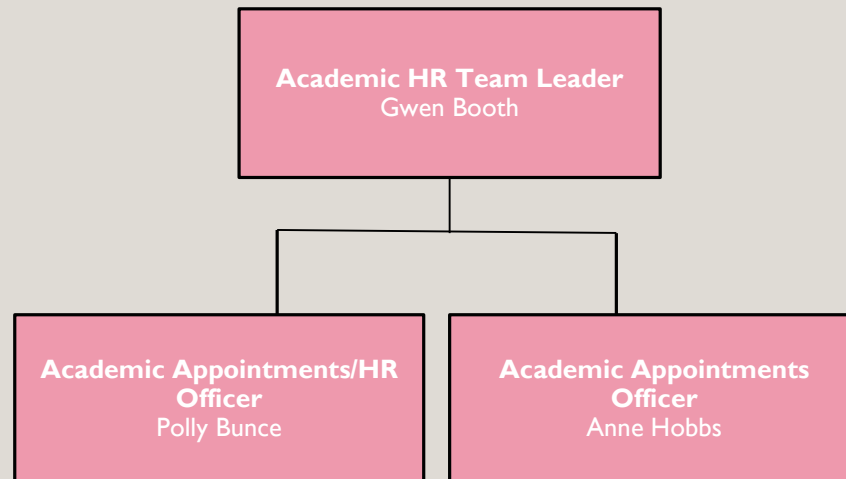 Academic HR Team Leader
Gwen Booth
Academic Appointments/HR
Officer
Polly Bunce
Academic Appointments
Officer
Anne Hobbs